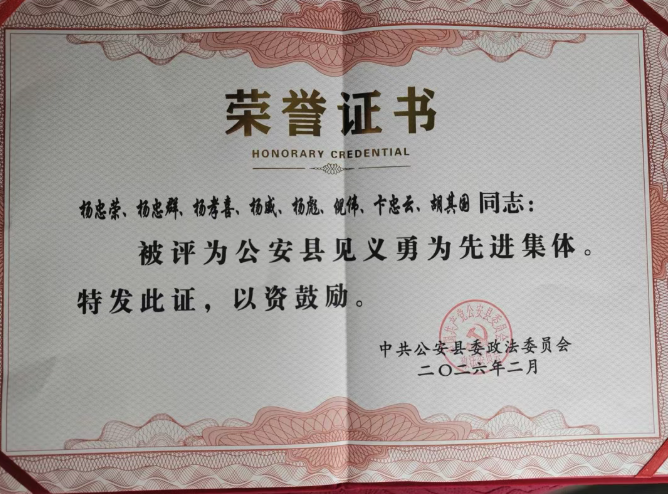 荣誉证书
HONORARY CREDENTIAL
杨忠荣、杨忠群、杨孝喜、杨威、杨彪、倪伟、卞忠云、胡其国同志：
被评为公安县见义勇为先进集体。
特发此证，以资鼓励。
中共公安县委政法委员会
二〇二六年二月